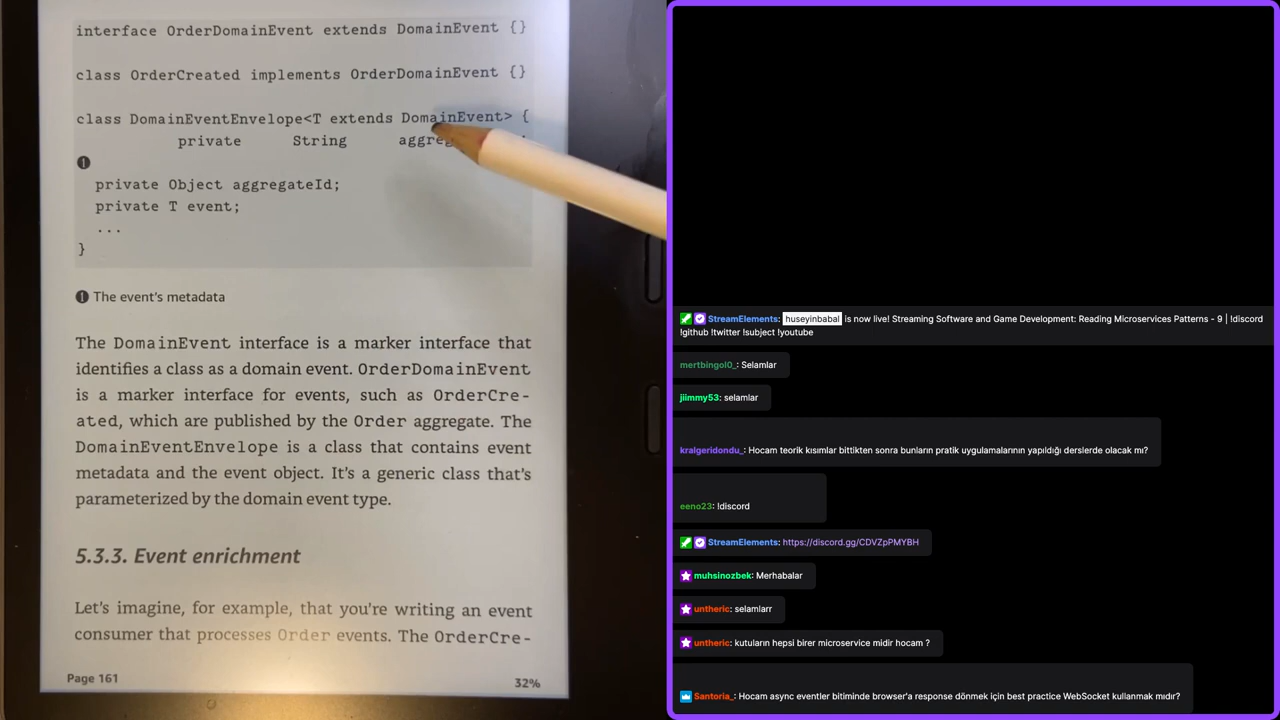 interface OrderDomainEvent extends DomainEvent {}
class OrderCreated implements OrderDomainEvent {}
class DomainEventEnvelope<T extends DomainEvent> {
private String
❶
private Object aggregateId;
private T event;
...
}
❶ The event's metadata
The DomainEvent interface is a marker interface that
identifies a class as a domain event. OrderDomainEvent
is a marker interface for events, such as OrderCre-
ated, which are published by the Order aggregate. The
DomainEventEnvelope is a class that contains event
metadata and the event object. It's a generic class that's
parameterized by the domain event type.
5.3.3. Event enrichment
Let's imagine, for example, that you're writing an event
consumer that processes Order events. The OrderCre-
Page 161 32%
StreamElements: huseyinbabal is now live! Streaming Software and Game Development: Reading Microservices Patterns - 9 | !discord
!github !twitter !subject !youtube
mertbingol0_: Selamlar
jiimmy53: selamlar
kralgeridondu_: Hocam teorik kısımlar bittikten sonra bunların pratik uygulamalarının yapıldığı derslerde olacak mı?
eeno23: !discord
StreamElements: https://discord.gg/CDVZpPMYBH
muhsinozbek: Merhabalar
untheric: selamlarr
untheric: kutuların hepsi birer microservice midir hocam ?
Santoria_: Hocam async eventler bitiminde browser'a response dönmek için best practice WebSocket kullanmak mıdır?